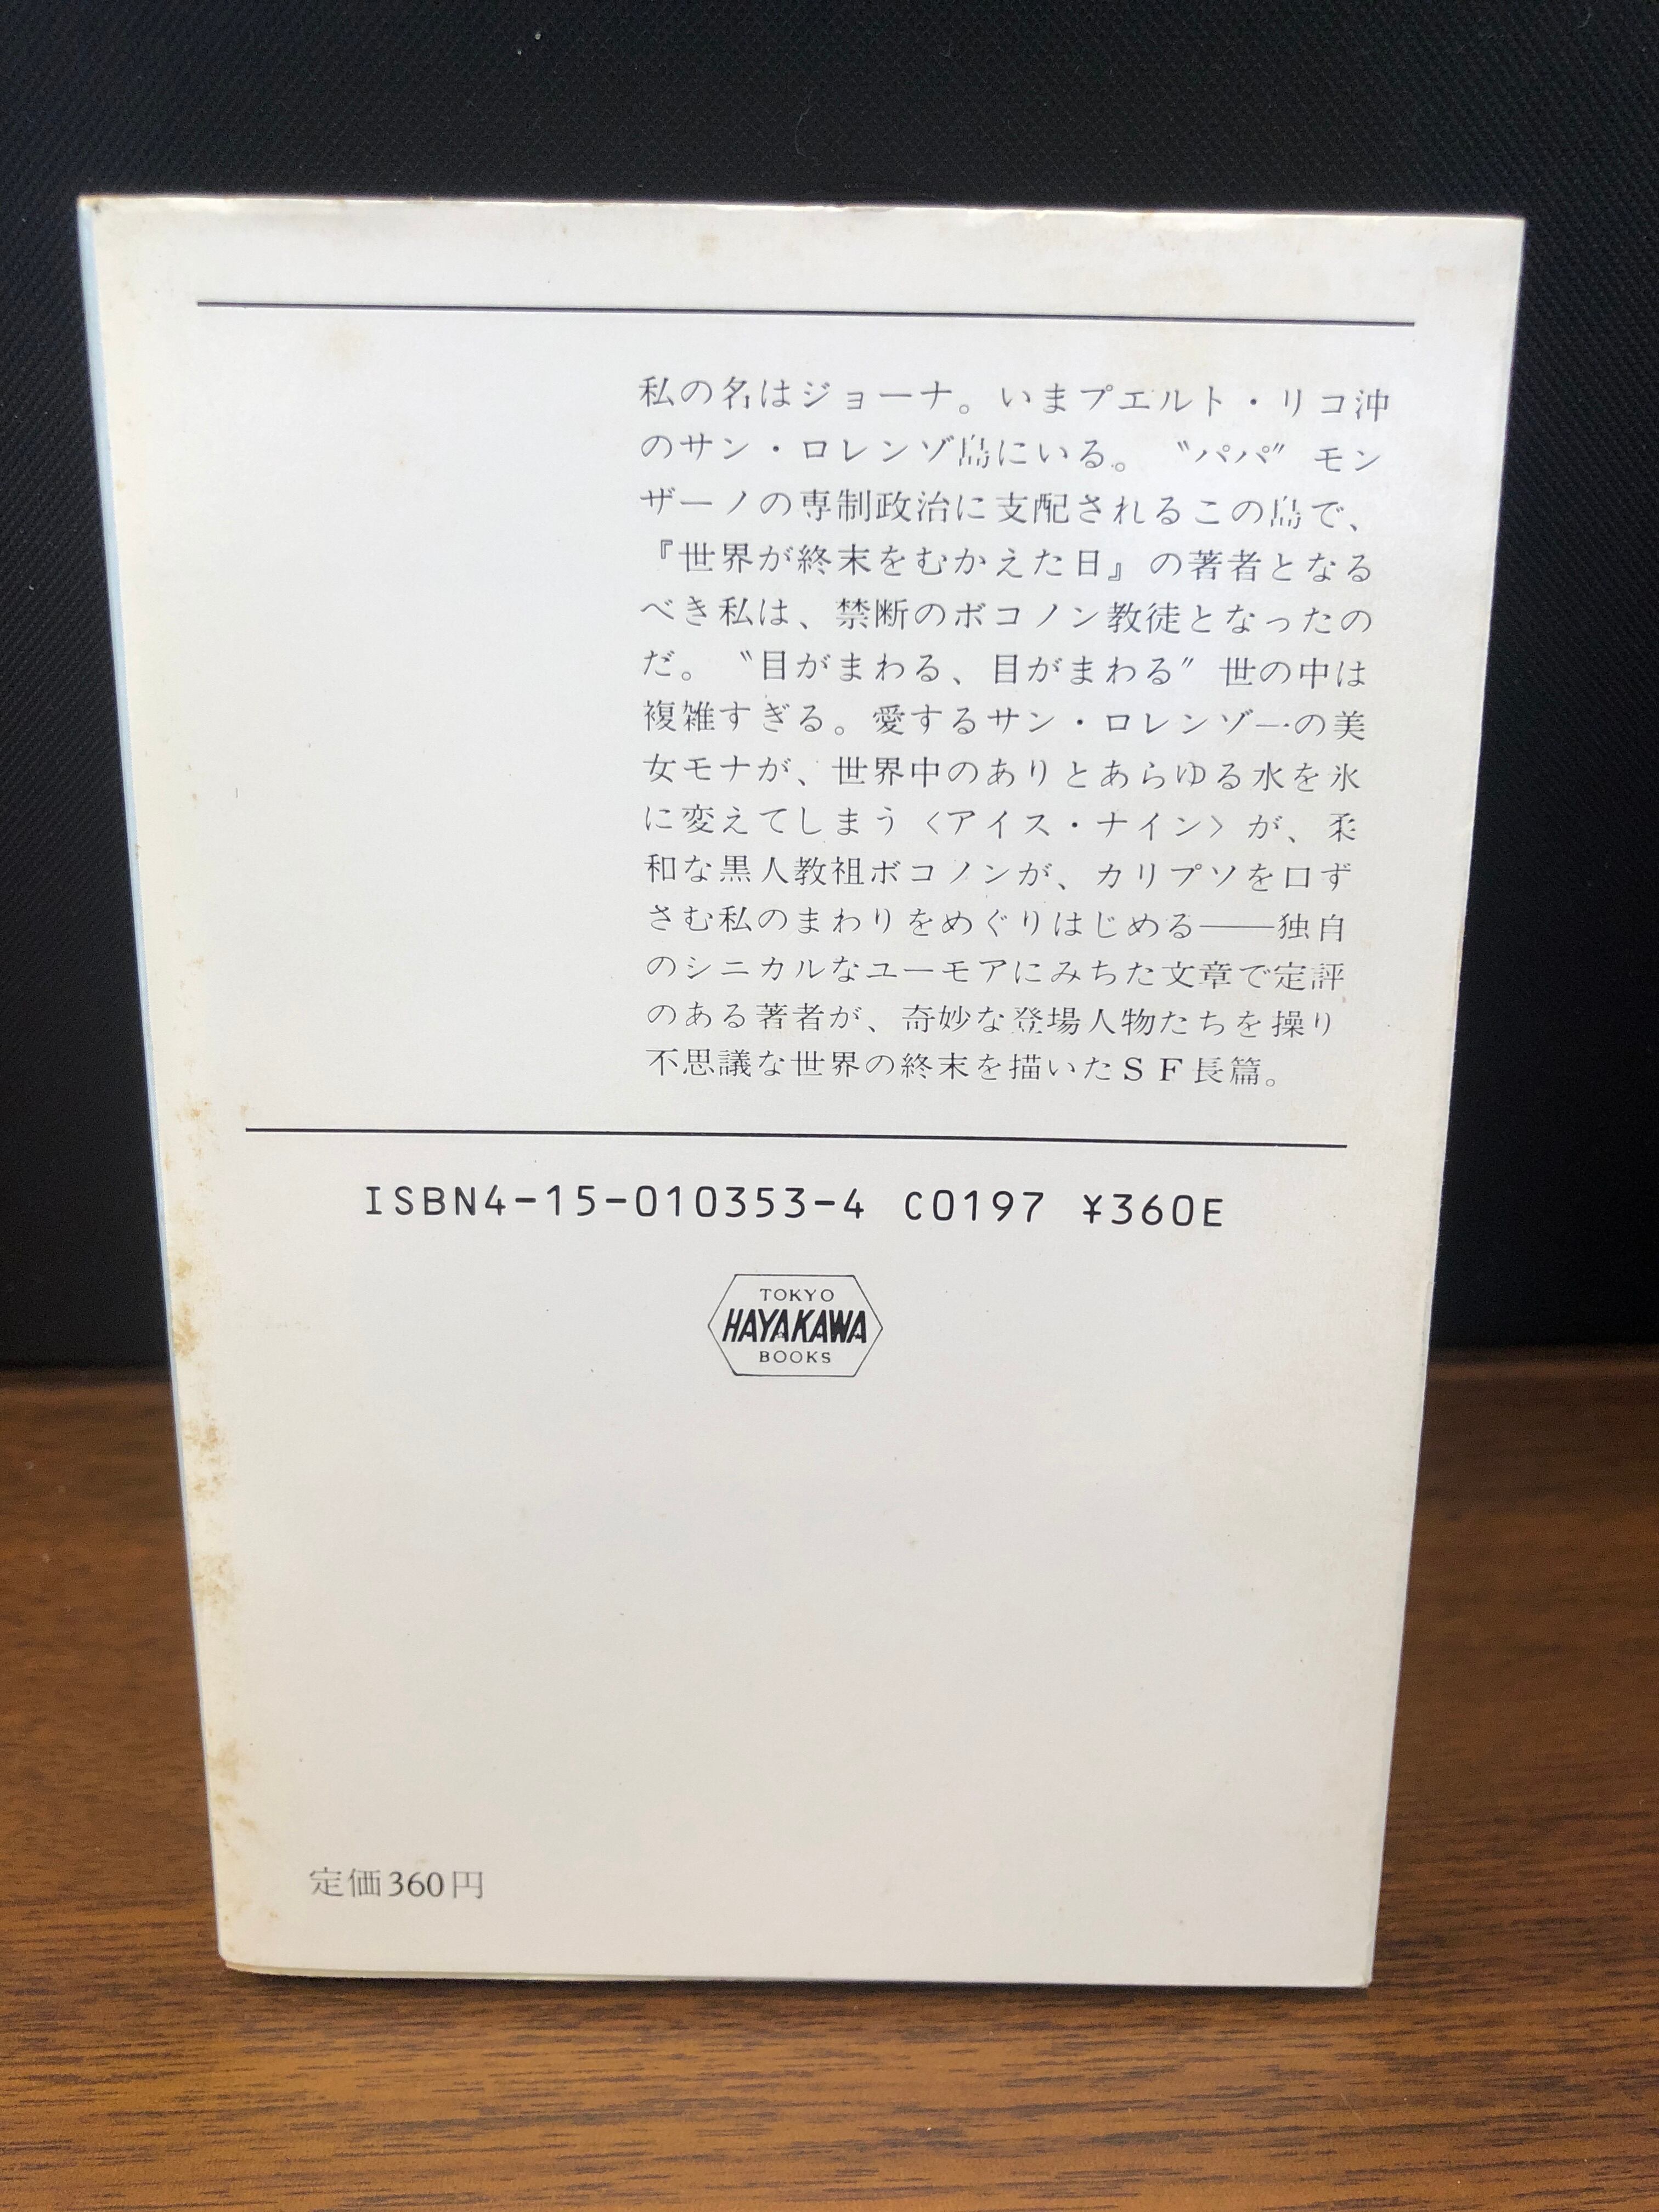 私の名はジョーナ。いまプエルト・リコ沖
のサン・ロレンゾ島にいる。〝パパ〟モン
ザーノの専制政治に支配されるこの島で、
『世界が終末をむかえた日』の著者となる
べき私は、禁断のボコノン教徒となったの
だ。〝目がまわる、目がまわる〟世の中は
複雑すぎる。愛するサン・ロレンゾーの美
女モナが、世界中のありとあらゆる水を氷
に変えてしまう〈アイス・ナイン〉が、柔
和な黒人教祖ボコノンが、カリプソを口ず
さむ私のまわりをめぐりはじめる――独自
のシニカルなユーモアにみちた文章で定評
のある著者が、奇妙な登場人物たちを操り
不思議な世界の終末を描いたＳＦ長篇。
ISBN4-15-010353-4 C0197 ¥360E
TOKYO
HAYAKAWA
BOOKS
定価360円